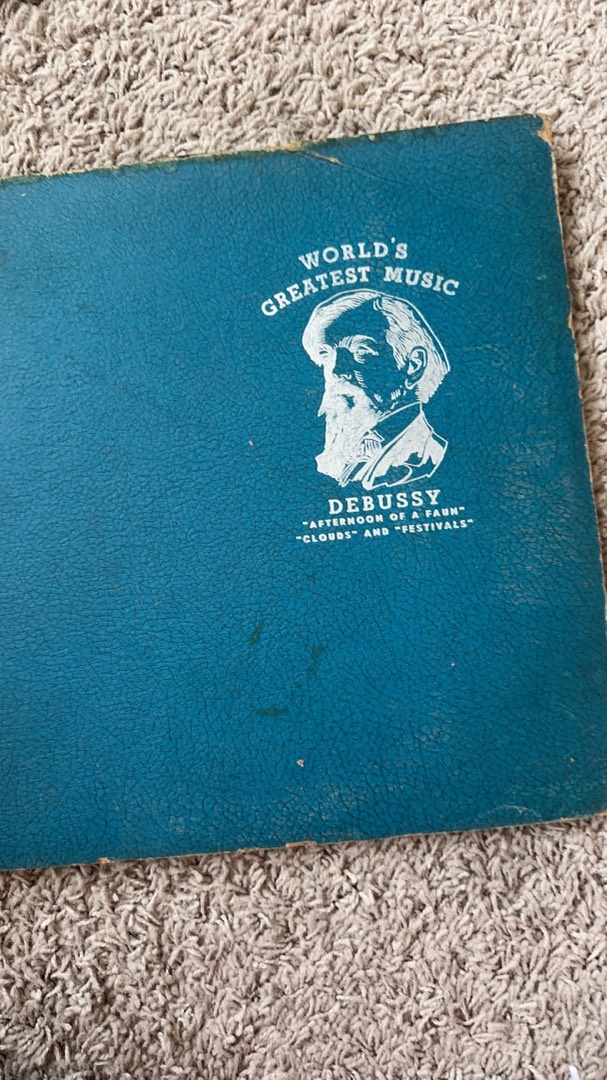 WORLD'S
GREATEST MUSIC
DEBUSSY
"AFTERNOON OF A FAUN"
"CLOUDS" AND "FESTIVALS"